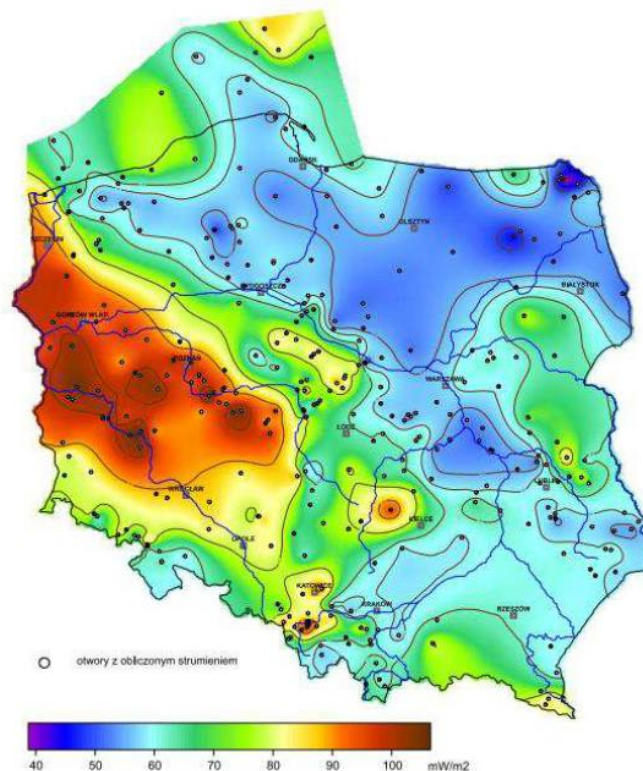 GDAŃSK
OLSZTYN
SZCZECIN
BYDGOSZCZ
BIAŁYSTOK
GORZÓW WLKP.
POZNAŃ
WARSZAWA
ŁÓDŹ
LUBLIN
WROCŁAW
KIELCE
OPOLE
KATOWICE
KRAKÓW
RZESZÓW
otwory z obliczonym strumieniem
40 50 60 70 80 90 100 mW/m2